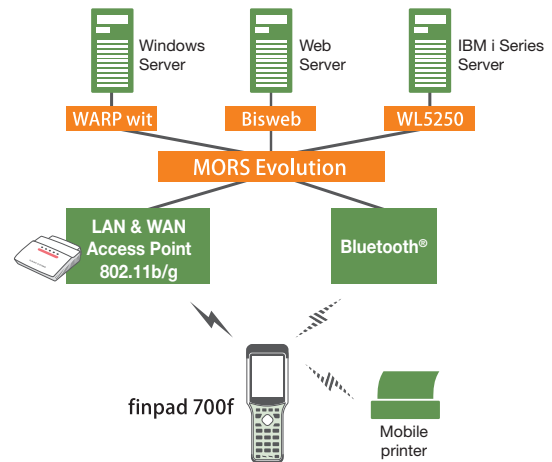 Windows
Server
Web
Server
IBM i Series
Server
WARP wit
Bisweb
WL5250
MORS Evolution
LAN & WAN
Access Point
802.11b/g
Bluetooth®
finpad 700f
Mobile
printer